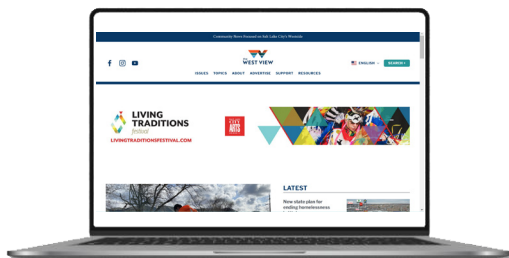 Community News Focused on Salt Lake City's Westside
THE
WEST VIEW
ENGLISH
SEARCH
ISSUES TOPICS ABOUT ADVERTISE SUPPORT RESOURCES
LIVING
TRADITIONS
festival
LIVINGTRADITIONSFESTIVAL.COM
ARTS
LATEST
New state plan for
ending homelessness